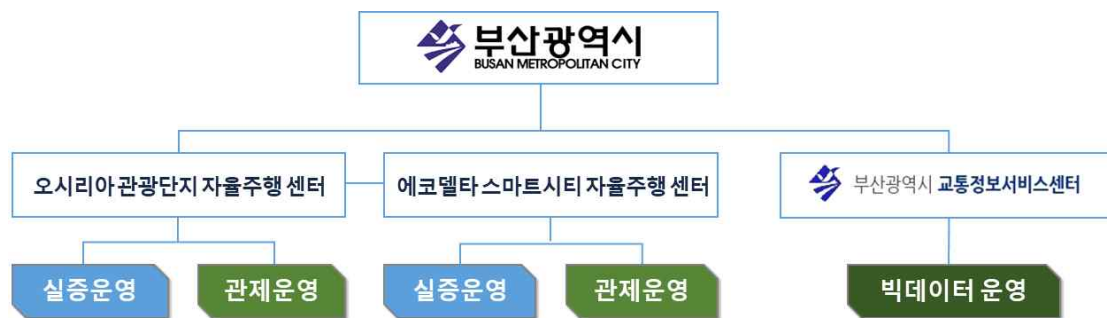 부산광역시
BUSAN METROPOLITAN CITY
오시리아 관광단지 자율주행 센터
에코델타 스마트시티 자율주행 센터
부산광역시 교통정보서비스센터
실증운영
관제운영
실증운영
관제운영
빅데이터 운영